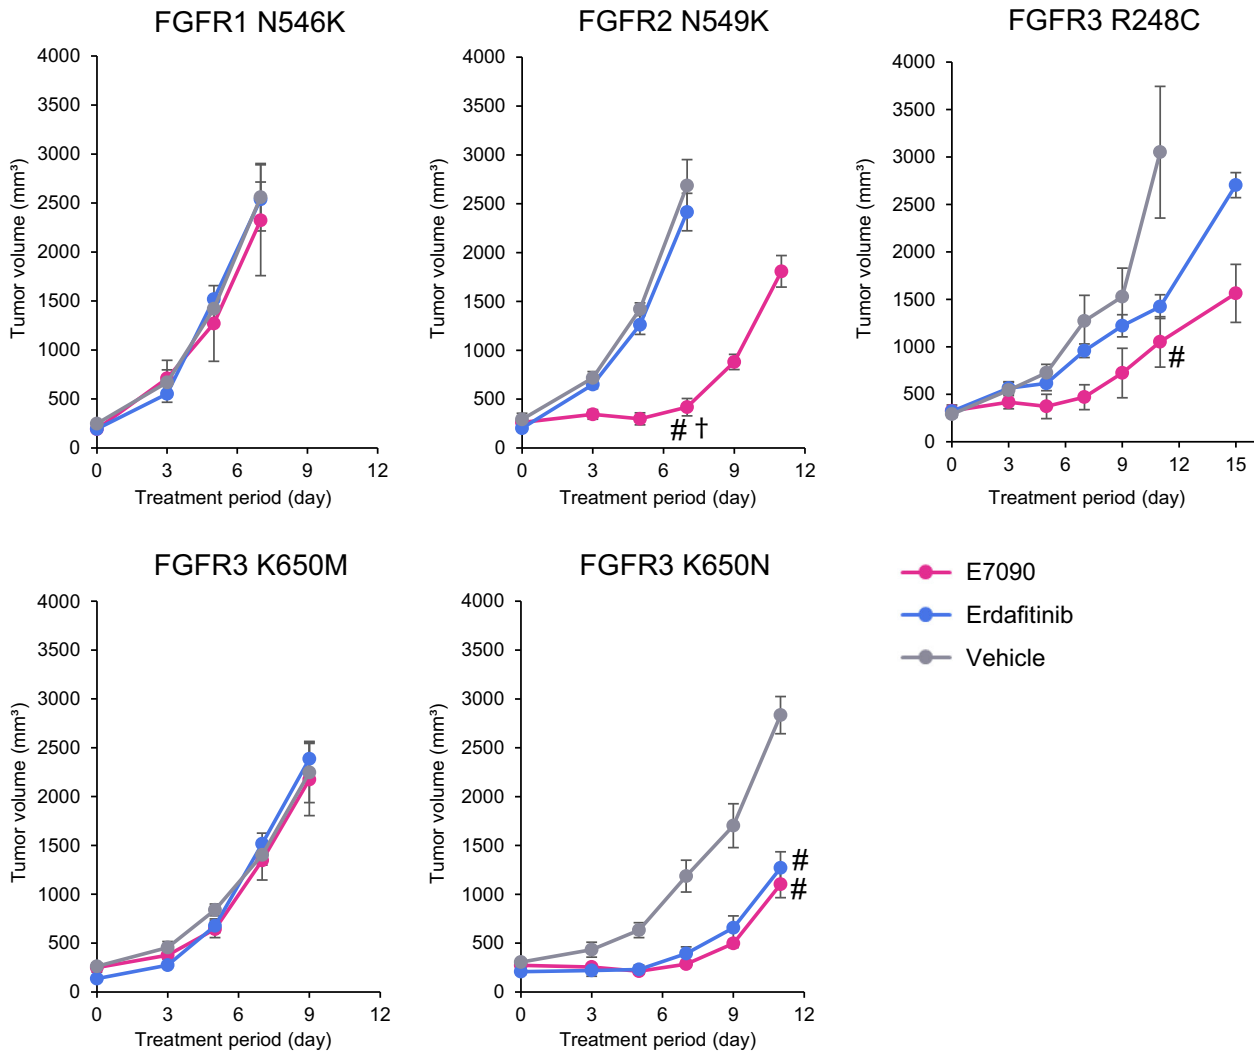 FGFR1 N546K
Tumor volume (mm³)
4000
3500
3000
2500
2000
1500
1000
500
0
0 3 6 9 12
Treatment period (day)
FGFR2 N549K
Tumor volume (mm³)
4000
3500
3000
2500
2000
1500
1000
500
0
# †
0 3 6 9 12
Treatment period (day)
FGFR3 R248C
Tumor volume (mm³)
4000
3500
3000
2500
2000
1500
1000
500
0
#
0 3 6 9 12 15
Treatment period (day)
FGFR3 K650M
Tumor volume (mm³)
4000
3500
3000
2500
2000
1500
1000
500
0
0 3 6 9 12
Treatment period (day)
FGFR3 K650N
Tumor volume (mm³)
4000
3500
3000
2500
2000
1500
1000
500
0
#
#
0 3 6 9 12
Treatment period (day)
E7090
Erdafitinib
Vehicle